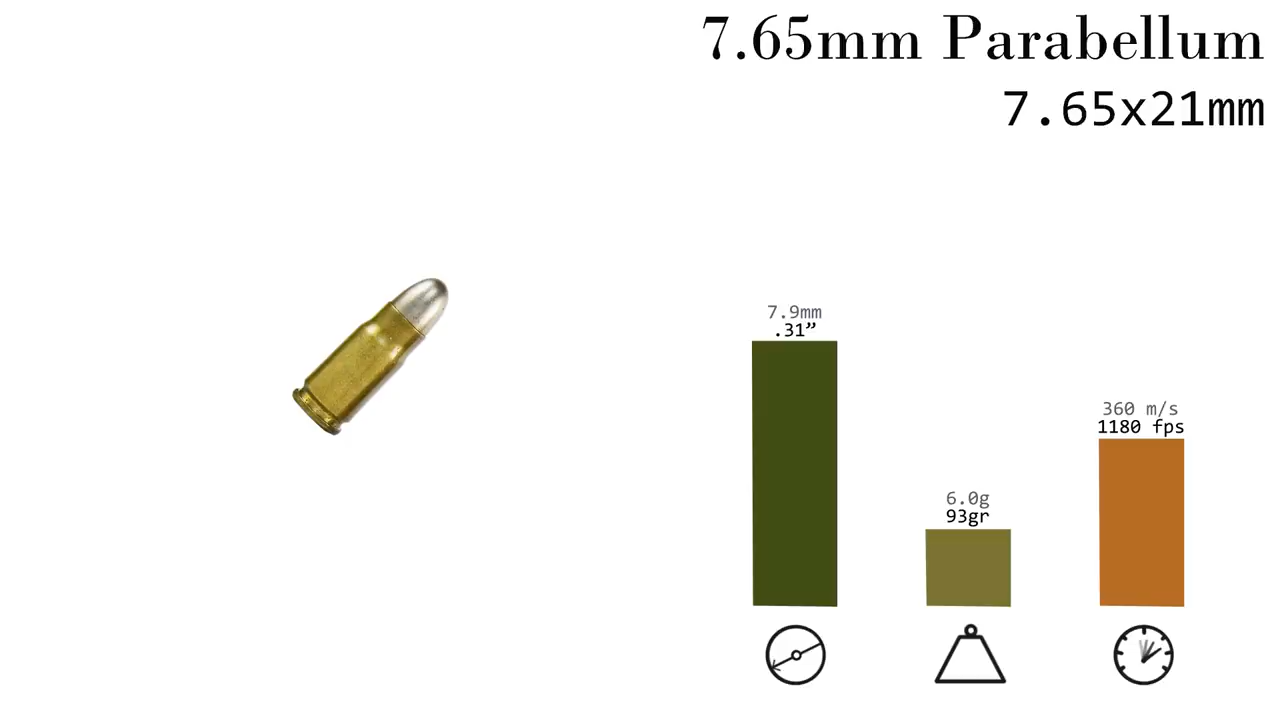 7.65mm Parabellum
7.65x21mm
7.9mm
.31”
360 m/s
1180 fps
6.0g
93gr